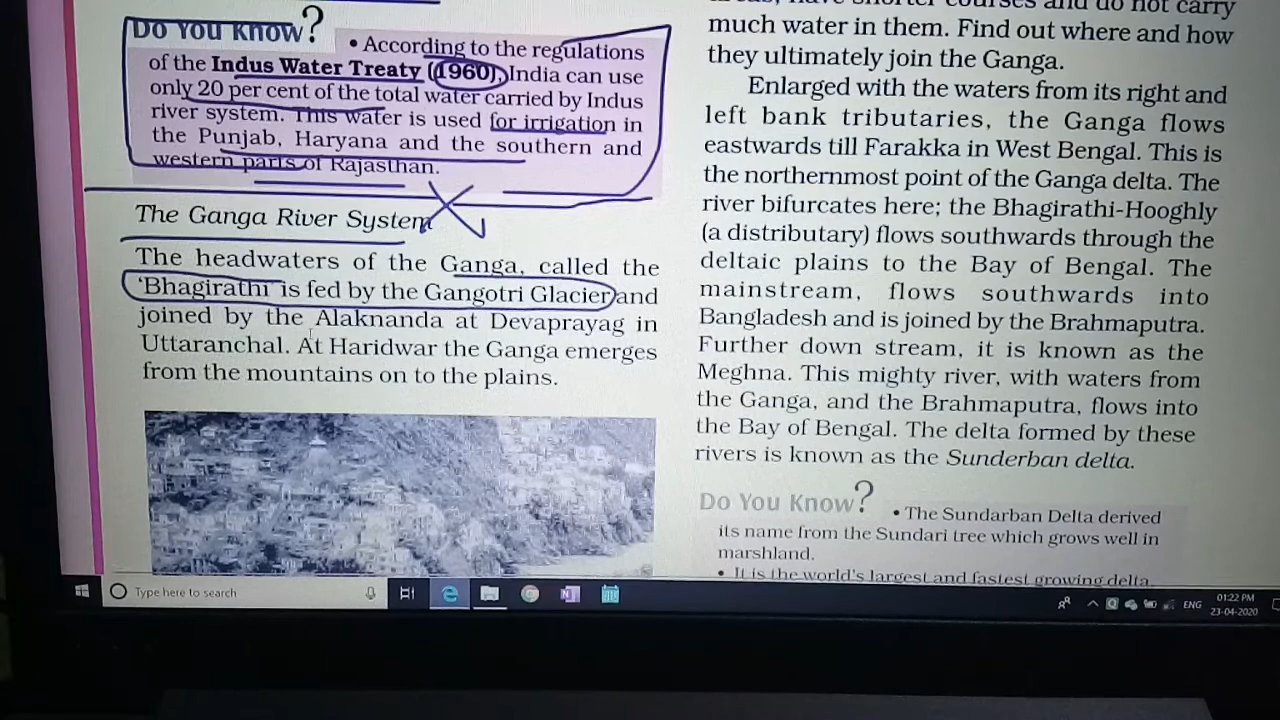 Do You Know?
• According to the regulations
of the Indus Water Treaty (1960), India can use
only 20 per cent of the total water carried by Indus
river system. This water is used for irrigation in
the Punjab, Haryana and the southern and
western parts of Rajasthan.
The Ganga River System
The headwaters of the Ganga, called the
'Bhagirathi' is fed by the Gangotri Glacier and
joined by the Alaknanda at Devaprayag in
Uttaranchal. At Haridwar the Ganga emerges
from the mountains on to the plains.
have shorter courses and do not carry
much water in them. Find out where and how
they ultimately join the Ganga.
Enlarged with the waters from its right and
left bank tributaries, the Ganga flows
eastwards till Farakka in West Bengal. This is
the northernmost point of the Ganga delta. The
river bifurcates here; the Bhagirathi-Hooghly
(a distributary) flows southwards through the
deltaic plains to the Bay of Bengal. The
mainstream, flows southwards into
Bangladesh and is joined by the Brahmaputra.
Further down stream, it is known as the
Meghna. This mighty river, with waters from
the Ganga, and the Brahmaputra, flows into
the Bay of Bengal. The delta formed by these
rivers is known as the Sunderban delta.
Do You Know?
• The Sundarban Delta derived
its name from the Sundari tree which grows well in
marshland.
• It is the world's largest and fastest growing delta.
Type here to search
ENG
01:22 PM
23-04-2020